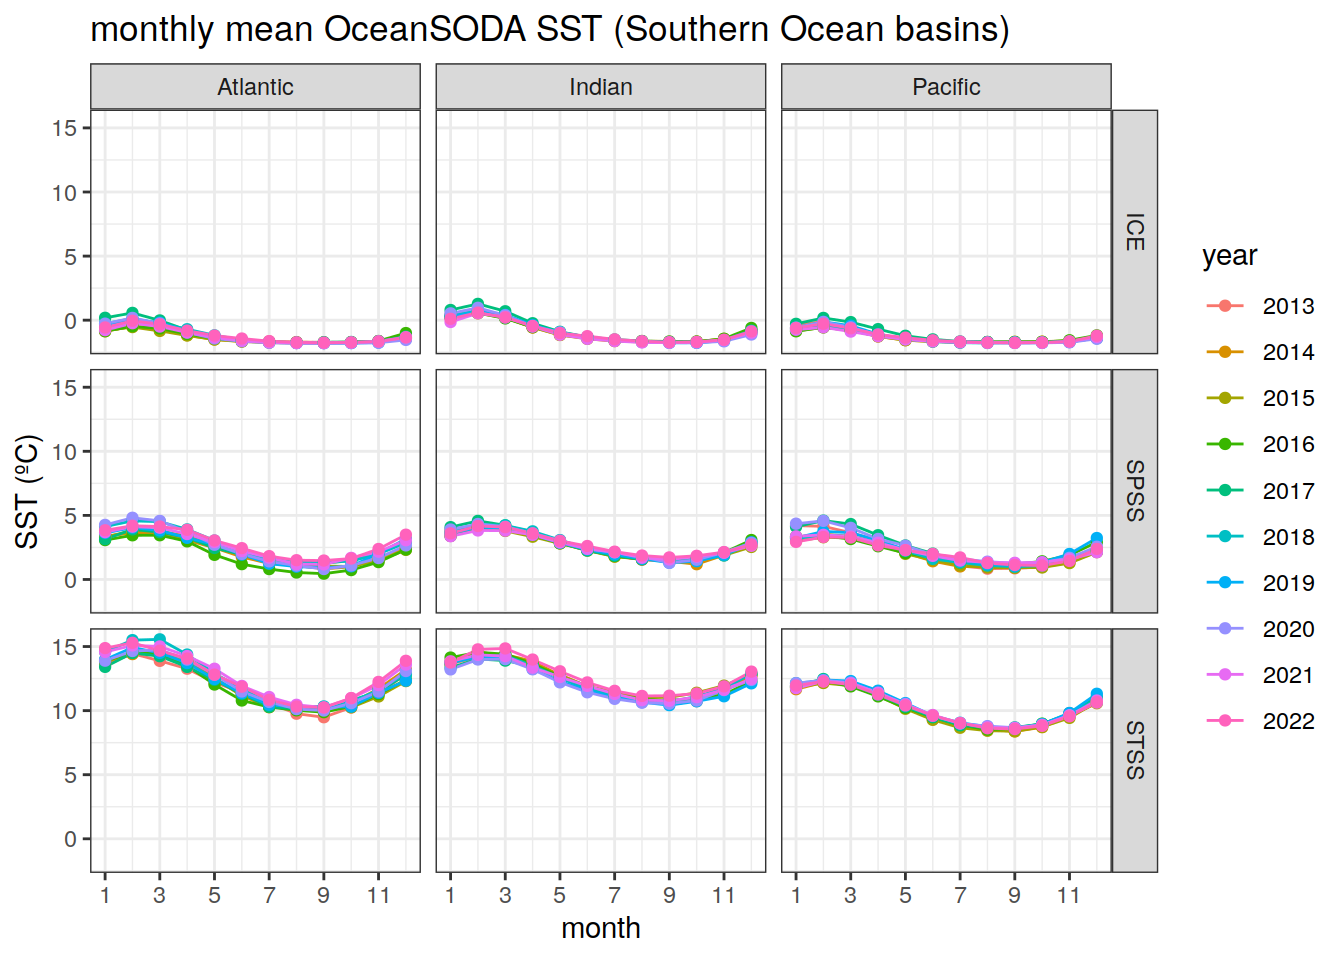 monthly mean OceanSODA SST (Southern Ocean basins)
Atlantic Indian Pacific
15
10
5
0
ICE
15
10
5
0
SPSS
15
10
5
0
STSS
SST (ºC)
1 3 5 7 9 11 1 3 5 7 9 11 1 3 5 7 9 11
month
year
2013
2014
2015
2016
2017
2018
2019
2020
2021
2022